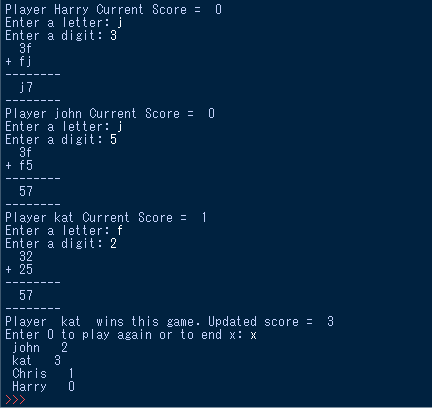 Player Harry Current Score =  0
Enter a letter: j
Enter a digit: 3
  3f
+ fj
--------
  j7
--------
Player john Current Score =  0
Enter a letter: j
Enter a digit: 5
  3f
+ f5
--------
  57
--------
Player kat Current Score =  1
Enter a letter: f
Enter a digit: 2
  32
+ 25
--------
  57
--------
Player  kat  wins this game. Updated score =  3
Enter 0 to play again or to end x: x
 john   2
 kat   3
 Chris   1
 Harry   0
>>>